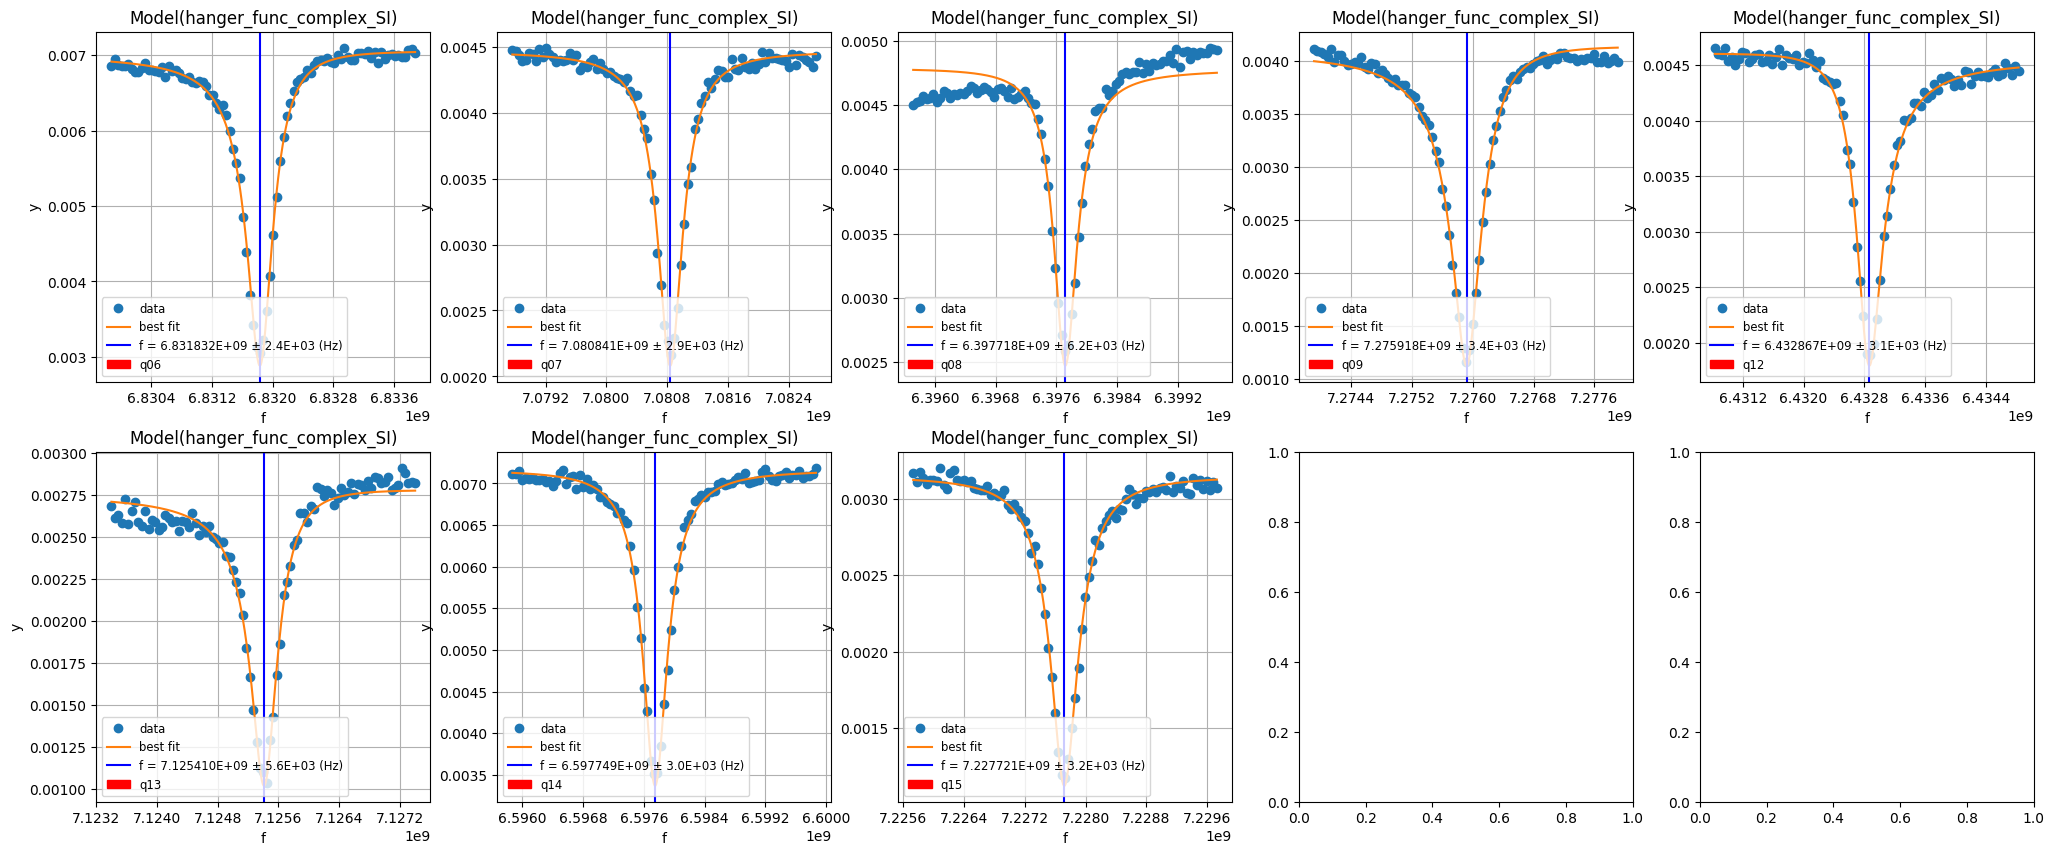 Model(hanger_func_complex_SI)
0.007
0.006
0.005
0.004
0.003
y
data
best fit
f = 6.831832E+09 ± 2.4E+03 (Hz)
q06
6.8304 6.8312 6.8320 6.8328 6.8336
f
1e9
Model(hanger_func_complex_SI)
0.0045
0.0040
0.0035
0.0030
0.0025
0.0020
y
data
best fit
f = 7.080841E+09 ± 2.9E+03 (Hz)
q07
7.0792 7.0800 7.0808 7.0816 7.0824
f
1e9
Model(hanger_func_complex_SI)
0.0050
0.0045
0.0040
0.0035
0.0030
0.0025
y
data
best fit
f = 6.397718E+09 ± 6.2E+03 (Hz)
q08
6.3960 6.3968 6.3976 6.3984 6.3992
f
1e9
Model(hanger_func_complex_SI)
0.0040
0.0035
0.0030
0.0025
0.0020
0.0015
0.0010
y
data
best fit
f = 7.275918E+09 ± 3.4E+03 (Hz)
q09
7.2744 7.2752 7.2760 7.2768 7.2776
f
1e9
Model(hanger_func_complex_SI)
0.0045
0.0040
0.0035
0.0030
0.0025
0.0020
y
data
best fit
f = 6.432867E+09 ± 3.1E+03 (Hz)
q12
6.4312 6.4320 6.4328 6.4336 6.4344
f
1e9
Model(hanger_func_complex_SI)
0.00300
0.00275
0.00250
0.00225
0.00200
0.00175
0.00150
0.00125
0.00100
y
data
best fit
f = 7.125410E+09 ± 5.6E+03 (Hz)
q13
7.1232 7.1240 7.1248 7.1256 7.1264 7.1272
f
1e9
Model(hanger_func_complex_SI)
0.0070
0.0065
0.0060
0.0055
0.0050
0.0045
0.0040
0.0035
y
data
best fit
f = 6.597749E+09 ± 3.0E+03 (Hz)
q14
6.5960 6.5968 6.5976 6.5984 6.5992 6.6000
f
1e9
Model(hanger_func_complex_SI)
0.0030
0.0025
0.0020
0.0015
y
data
best fit
f = 7.227721E+09 ± 3.2E+03 (Hz)
q15
7.2256 7.2264 7.2272 7.2280 7.2288 7.2296
f
1e9
1.0
0.8
0.6
0.4
0.2
0.0
0.0 0.2 0.4 0.6 0.8 1.0
1.0
0.8
0.6
0.4
0.2
0.0
0.0 0.2 0.4 0.6 0.8 1.0